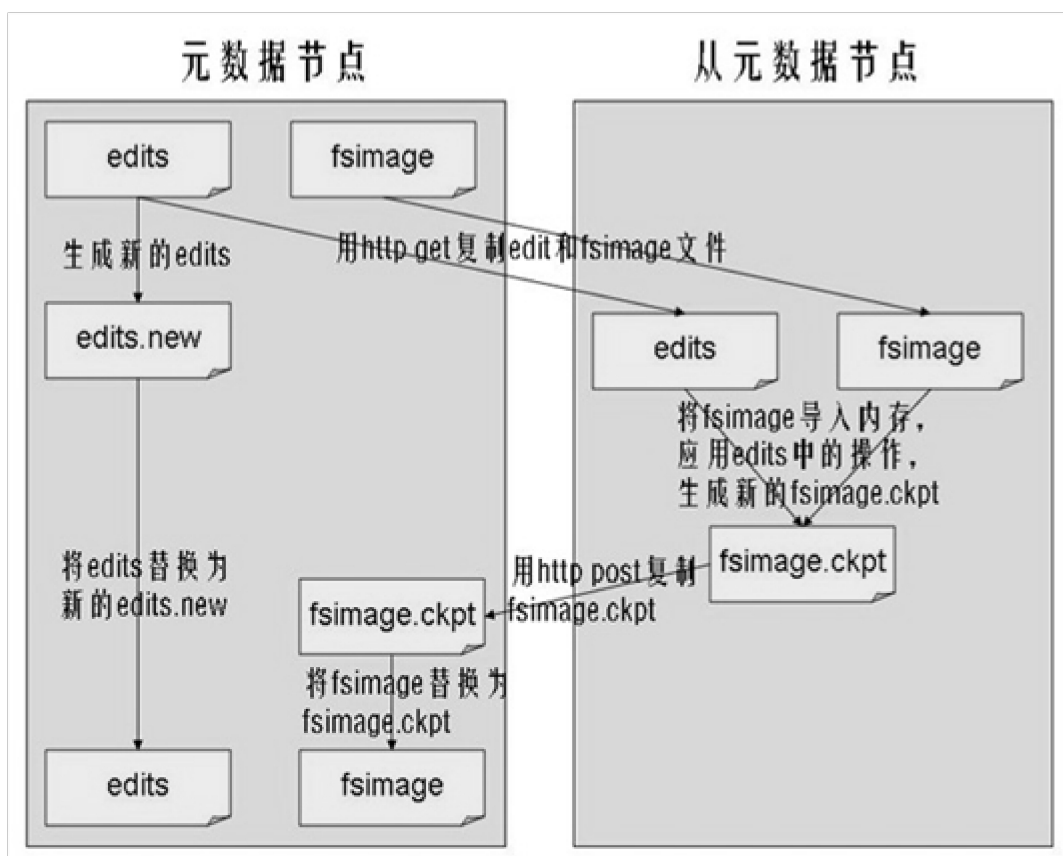 元数据节点
从元数据节点
edits
fsimage
生成新的edits
用http get复制edit和fsimage文件
edits.new
edits
fsimage
将fsimage导入内存，
应用edits中的操作，
生成新的fsimage.ckpt
fsimage.ckpt
将edits替换为
新的edits.new
用http post复制
fsimage.ckpt
fsimage.ckpt
将fsimage替换为
fsimage.ckpt
edits
fsimage